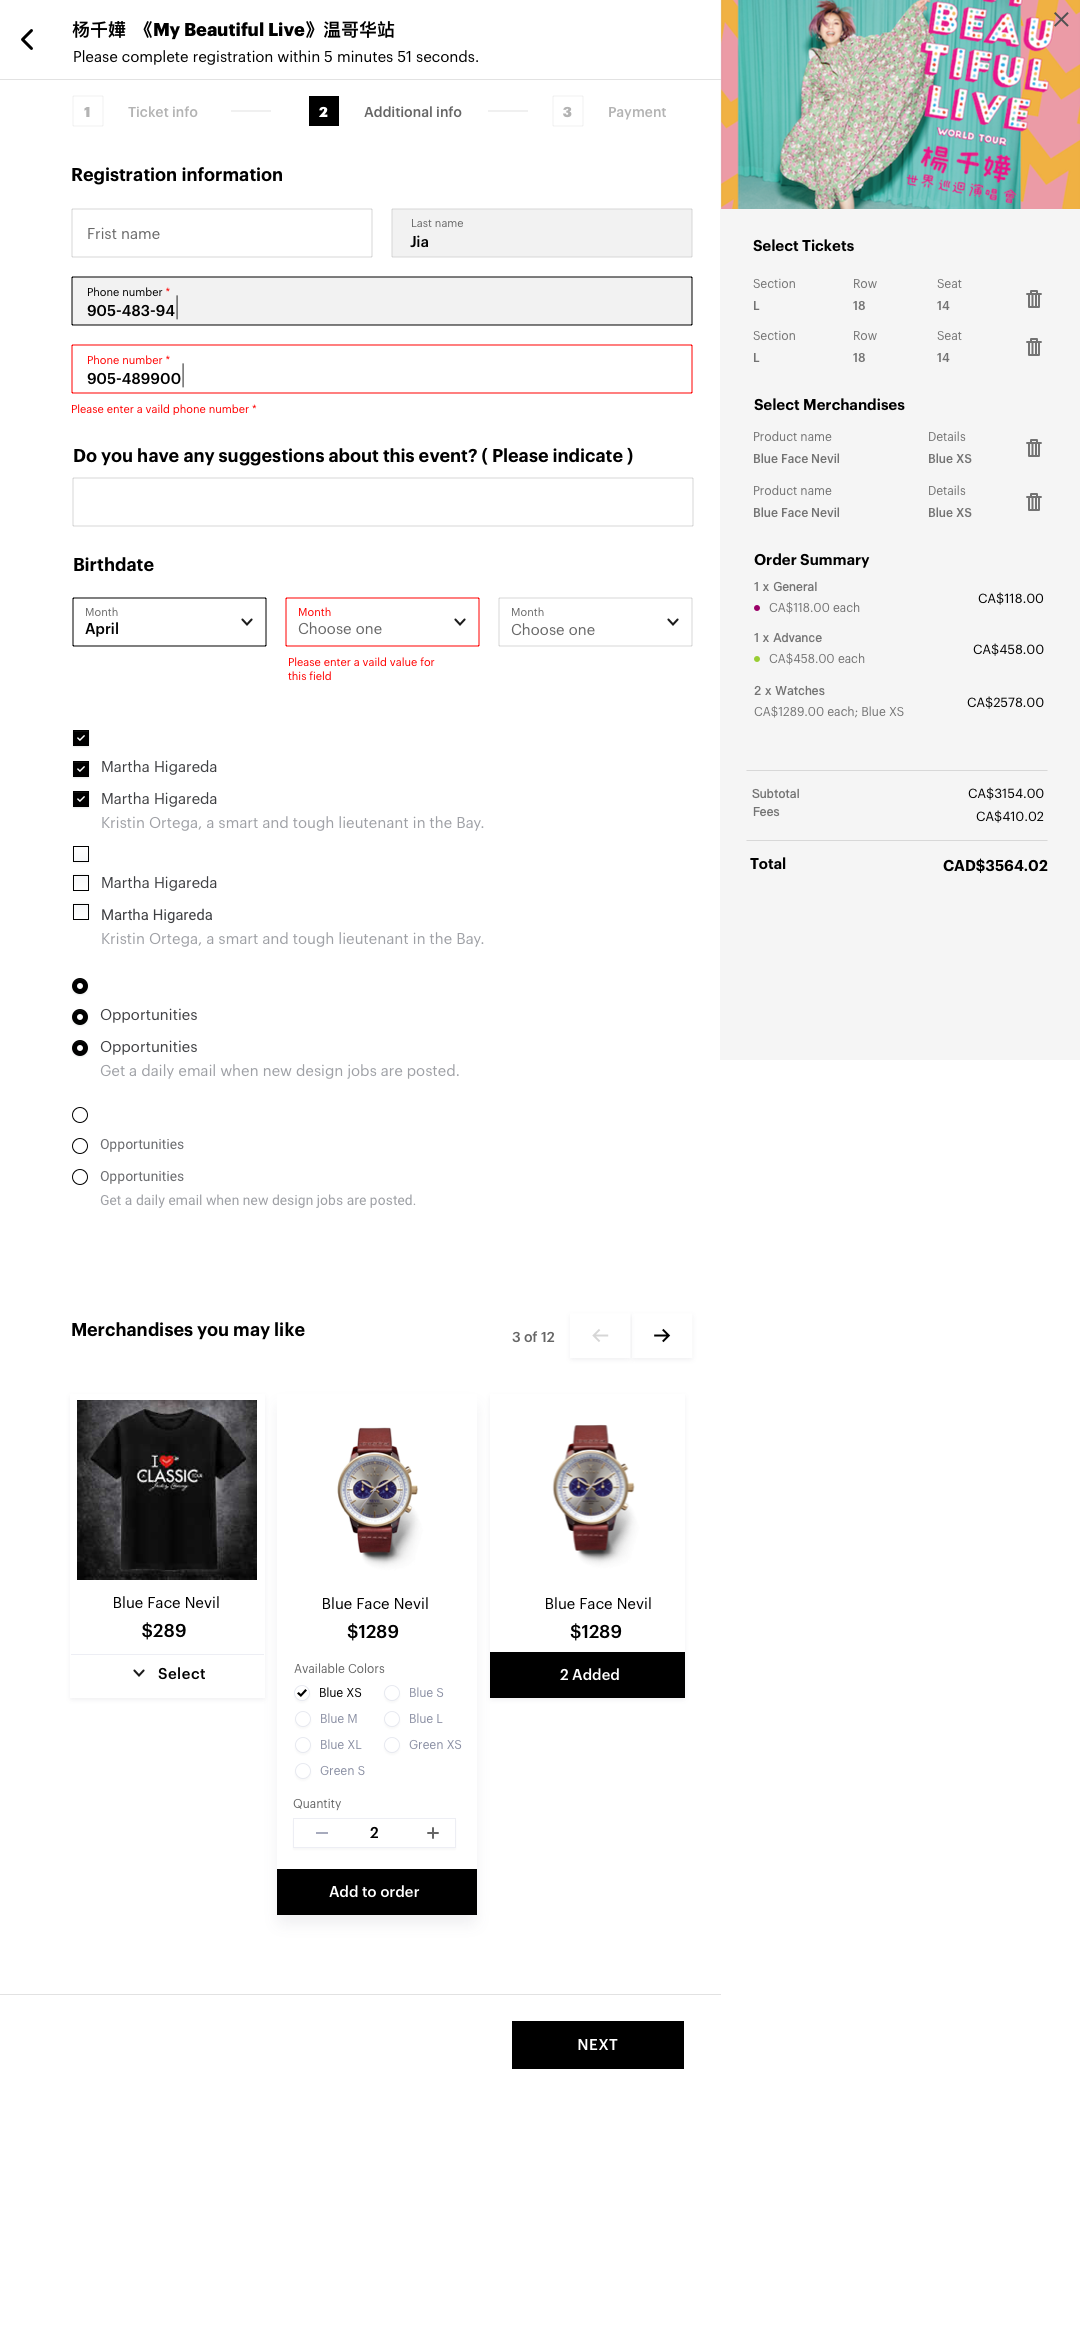 杨千嬅 《My Beautiful Live》温哥华站
Please complete registration within 5 minutes 51 seconds.
1 Ticket info 2 Additional info 3 Payment
Registration information
Frist name
Last name
Jia
Phone number *
905-483-94
Phone number *
905-489900
Please enter a vaild phone number *
Do you have any suggestions about this event? ( Please indicate )
Birthdate
Month
April
Month
Choose one
Month
Choose one
Please enter a vaild value for
this field
Martha Higareda
Martha Higareda
Kristin Ortega, a smart and tough lieutenant in the Bay.
Martha Higareda
Martha Higareda
Kristin Ortega, a smart and tough lieutenant in the Bay.
Opportunities
Opportunities
Get a daily email when new design jobs are posted.
Opportunities
Opportunities
Get a daily email when new design jobs are posted.
Merchandises you may like
3 of 12
I
CLASSIC
Blue Face Nevil
$289
Select
Blue Face Nevil
$1289
Available Colors
Blue XS Blue S
Blue M Blue L
Blue XL Green XS
Green S
Quantity
2
Add to order
Blue Face Nevil
$1289
2 Added
NEXT
BEAU
TIFUL
LIVE
WORLD TOUR
楊千嬅
世界巡迴演唱會
Select Tickets
Section Row Seat
L 18 14
Section Row Seat
L 18 14
Select Merchandises
Product name Details
Blue Face Nevil Blue XS
Product name Details
Blue Face Nevil Blue XS
Order Summary
1 x General
CA$118.00 each CA$118.00
1 x Advance
CA$458.00 each CA$458.00
2 x Watches
CA$1289.00 each; Blue XS CA$2578.00
Subtotal CA$3154.00
Fees CA$410.02
Total CAD$3564.02